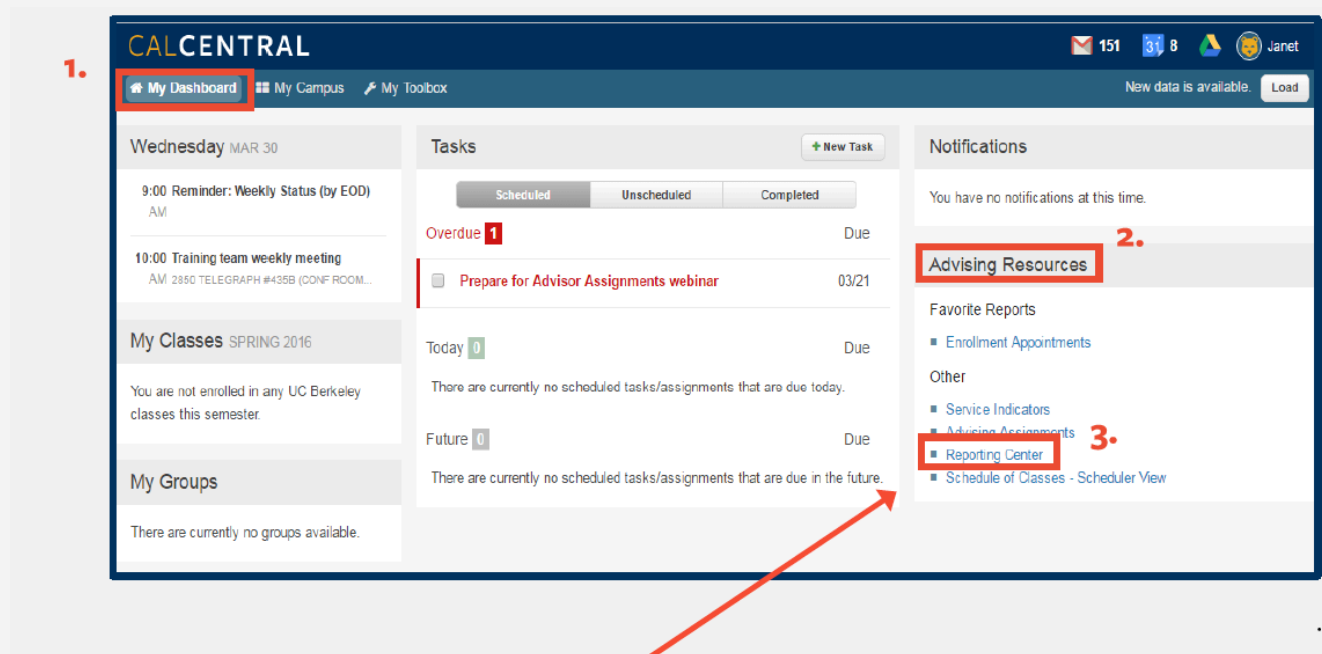 CALCENTRAL
151
31 8
Janet
1.
My Dashboard
My Campus
My Toolbox
New data is available.
Load
Wednesday MAR 30
9:00 Reminder: Weekly Status (by EOD)
AM
10:00 Training team weekly meeting
AM 2850 TELEGRAPH #435B (CONF ROOM...
My Classes SPRING 2016
You are not enrolled in any UC Berkeley
classes this semester.
My Groups
There are currently no groups available.
Tasks
+ New Task
Scheduled
Unscheduled
Completed
Overdue 1
Due
Prepare for Advisor Assignments webinar
03/21
Today 0
Due
There are currently no scheduled tasks/assignments that are due today.
Future 0
Due
There are currently no scheduled tasks/assignments that are due in the future.
Notifications
You have no notifications at this time.
2.
Advising Resources
Favorite Reports
Enrollment Appointments
Other
Service Indicators
Advising Assignments
3.
Reporting Center
Schedule of Classes - Scheduler View
.